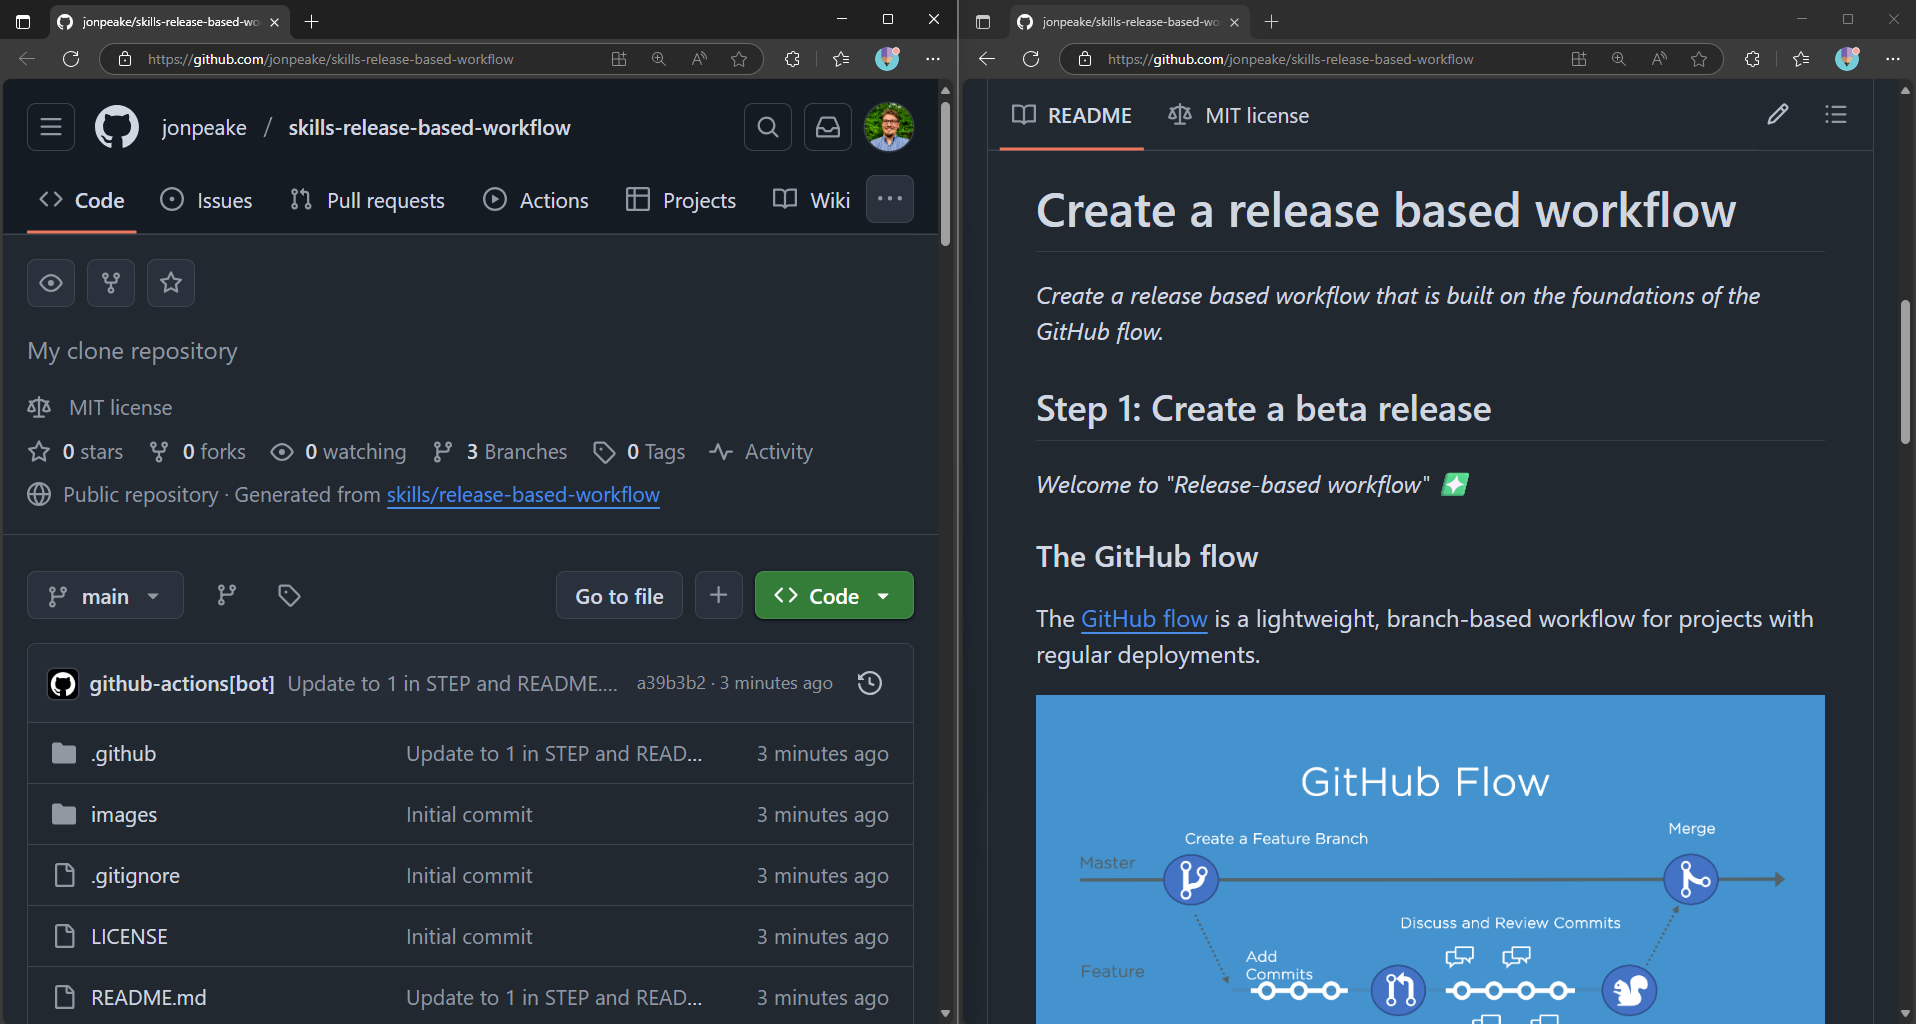 jonpeake/skills-release-based-wo
https://github.com/jonpeake/skills-release-based-workflow
jonpeake / skills-release-based-workflow
Code Issues Pull requests Actions Projects Wiki
My clone repository
MIT license
0 stars 0 forks 0 watching 3 Branches 0 Tags Activity
Public repository · Generated from skills/release-based-workflow
main Go to file Code
github-actions[bot] Update to 1 in STEP and README.... a39b3b2 · 3 minutes ago
.github Update to 1 in STEP and READ... 3 minutes ago
images Initial commit 3 minutes ago
.gitignore Initial commit 3 minutes ago
LICENSE Initial commit 3 minutes ago
README.md Update to 1 in STEP and READ... 3 minutes ago
jonpeake/skills-release-based-wo
https://github.com/jonpeake/skills-release-based-workflow
README MIT license
Create a release based workflow
Create a release based workflow that is built on the foundations of the
GitHub flow.
Step 1: Create a beta release
Welcome to "Release-based workflow"
The GitHub flow
The GitHub flow is a lightweight, branch-based workflow for projects with
regular deployments.
GitHub Flow
Create a Feature Branch
Merge
Master
Discuss and Review Commits
Add
Commits
Feature